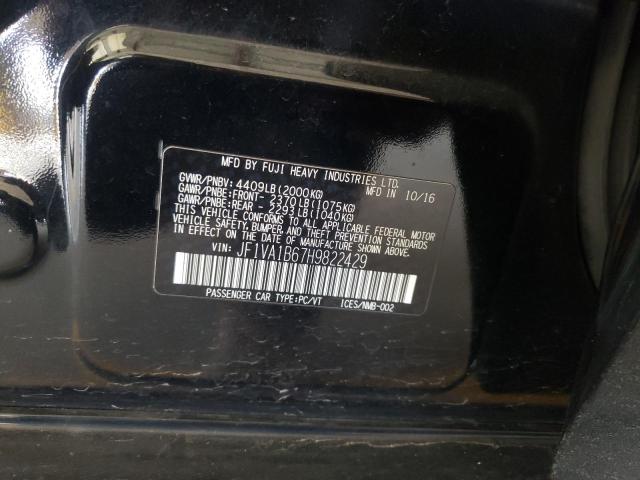 MFD BY FUJI HEAVY INDUSTRIES LTD.
GVWR/PNBV: 4409LB(2000KG) MFD IN 10/16
GAWR/PNBE:FRONT- 2370LB(1075KG)
GAWR/PNBE:REAR - 2293LB(1040KG)
THIS VEHICLE CONFORMS TO ALL APPLICABLE FEDERAL MOTOR
VEHICLE SAFETY, BUMPER, AND THEFT PREVENTION STANDARDS
IN EFFECT ON THE DATE OF MANUFACTURE SHOWN ABOVE.
VIN: JF1VA1B67H9822429
PASSENGER CAR TYPE:PC/VT ICES/NMB-002